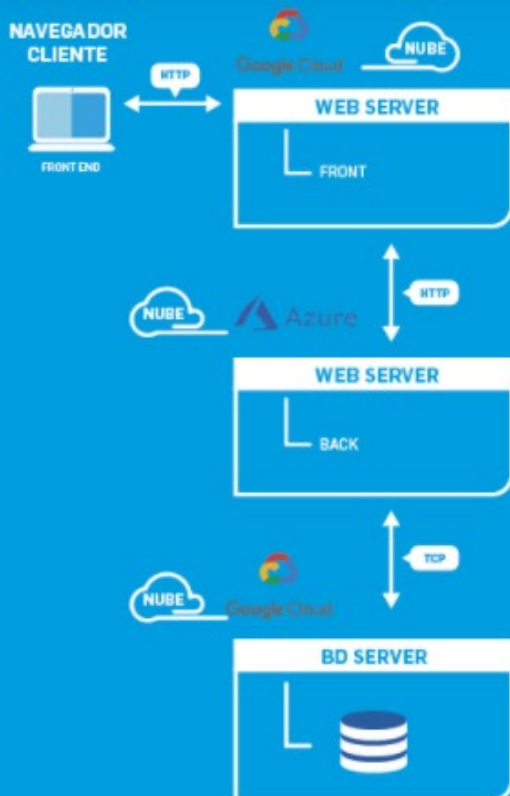 NAVEGADOR
CLIENTE
HTTP
FRONT END
Google Cloud
NUBE
WEB SERVER
FRONT
HTTP
NUBE
Azure
WEB SERVER
BACK
TCP
NUBE
Google Cloud
BD SERVER